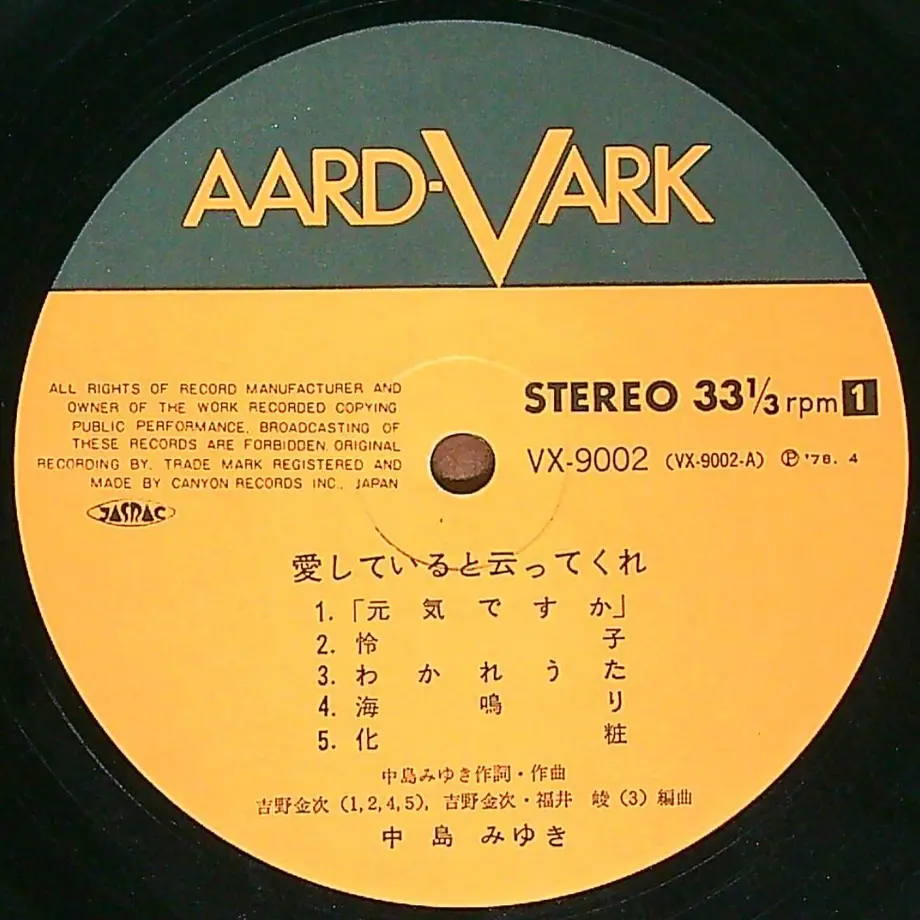 AARD-VARK
ALL RIGHTS OF RECORD MANUFACTURER AND
OWNER OF THE WORK RECORDED COPYING
PUBLIC PERFORMANCE, BROADCASTING OF
THESE RECORDS ARE FORBIDDEN. ORIGINAL
RECORDING BY, TRADE MARK REGISTERED AND
MADE BY CANYON RECORDS INC., JAPAN
JASRAC
STEREO 33⅓ rpm 1
VX-9002 (VX-9002-A) Ⓟ '78. 4
愛していると云ってくれ
1.「元気ですか」
2. 怜子
3. わかれうた
4. 海鳴り
5. 化粧
中島みゆき作詞・作曲
吉野金次 (1,2,4,5), 吉野金次・福井 崚 (3) 編曲
中島みゆき